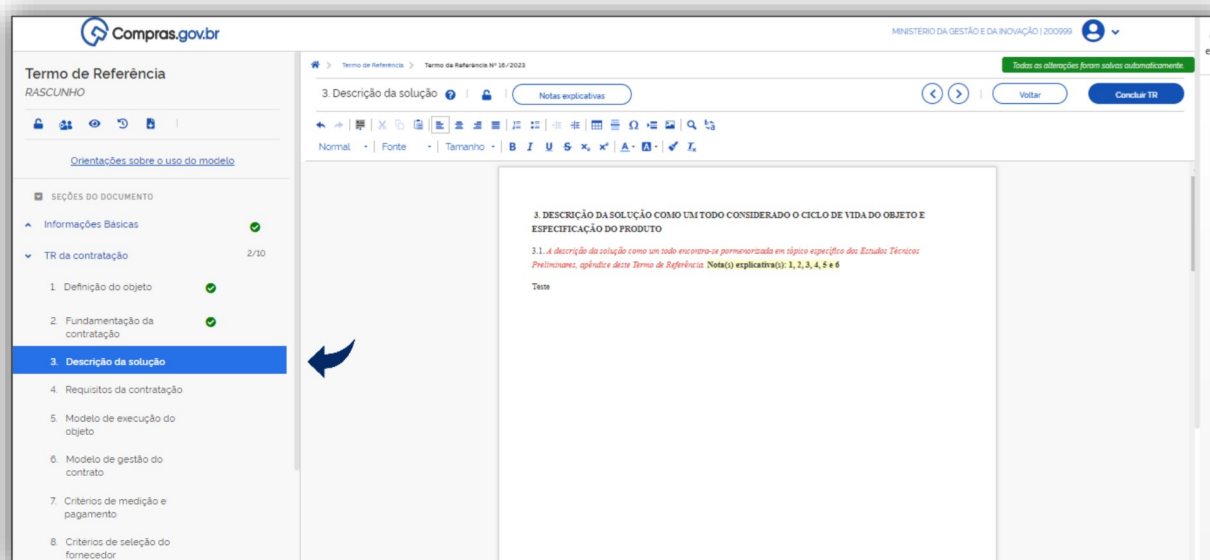 Compras.gov.br
MINISTÉRIO DA GESTÃO E DA INOVAÇÃO | 200999
Termo de Referência
RASCUNHO
Orientações sobre o uso do modelo
SEÇÕES DO DOCUMENTO
Informações Básicas
TR da contratação 2/10
1. Definição do objeto
2. Fundamentação da
contratação
3. Descrição da solução
4. Requisitos da contratação
5. Modelo de execução do
objeto
6. Modelo de gestão do
contrato
7. Critérios de medição e
pagamento
8. Critérios de seleção do
fornecedor
Termo de Referência > Termo de Referência Nº 16/2023
Todas as alterações foram salvas automaticamente.
3. Descrição da solução
Notas explicativas
Voltar
Concluir TR
Normal Fonte Tamanho
3. DESCRIÇÃO DA SOLUÇÃO COMO UM TODO CONSIDERADO O CICLO DE VIDA DO OBJETO E
ESPECIFICAÇÃO DO PRODUTO
3.1. A descrição da solução como um todo encontra-se pormenorizada em tópico específico dos Estudos Técnicos
Preliminares, apêndice deste Termo de Referência. Nota(s) explicativa(s): 1, 2, 3, 4, 5 e 6
Teste
e